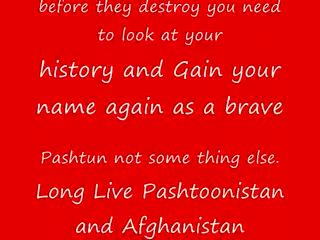 before they destroy you need
to look at your
history and Gain your
name again as a brave
Pashtun not some thing else.
Long Live Pashtoonistan
and Afghanistan